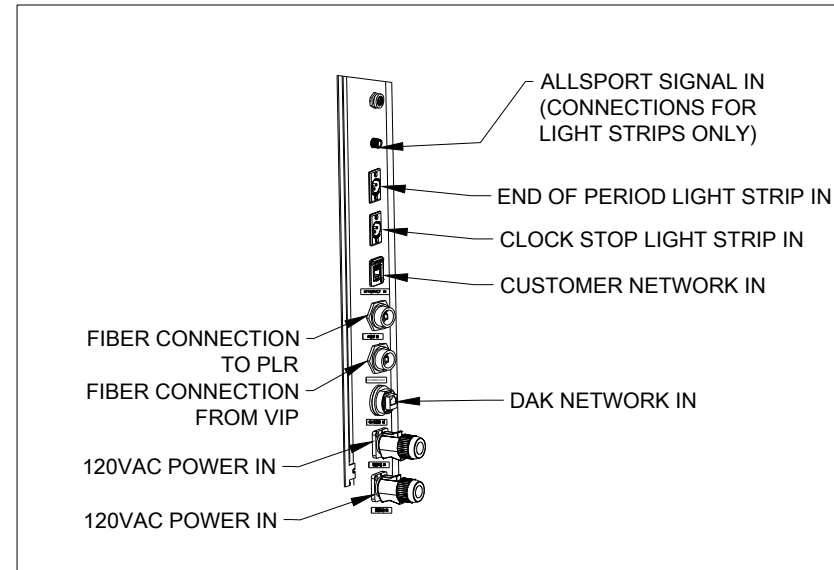 ALLSPORT SIGNAL IN
(CONNECTIONS FOR
LIGHT STRIPS ONLY)
END OF PERIOD LIGHT STRIP IN
CLOCK STOP LIGHT STRIP IN
CUSTOMER NETWORK IN
FIBER CONNECTION
TO PLR
FIBER CONNECTION
FROM VIP
DAK NETWORK IN
120VAC POWER IN
120VAC POWER IN